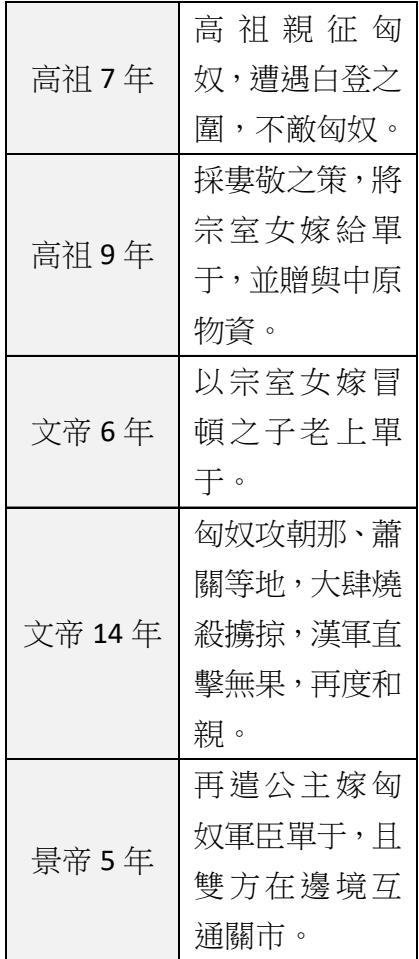 高祖 7 年
高祖親征匈
奴，遭遇白登之
圍，不敵匈奴。
高祖 9 年
採婁敬之策，將
宗室女嫁給單
于，並贈與中原
物資。
文帝 6 年
以宗室女嫁冒
頓之子老上單
于。
文帝 14 年
匈奴攻朝那、蕭
關等地，大肆燒
殺擄掠，漢軍直
擊無果，再度和
親。
景帝 5 年
再遣公主嫁匈
奴軍臣單于，且
雙方在邊境互
通關市。